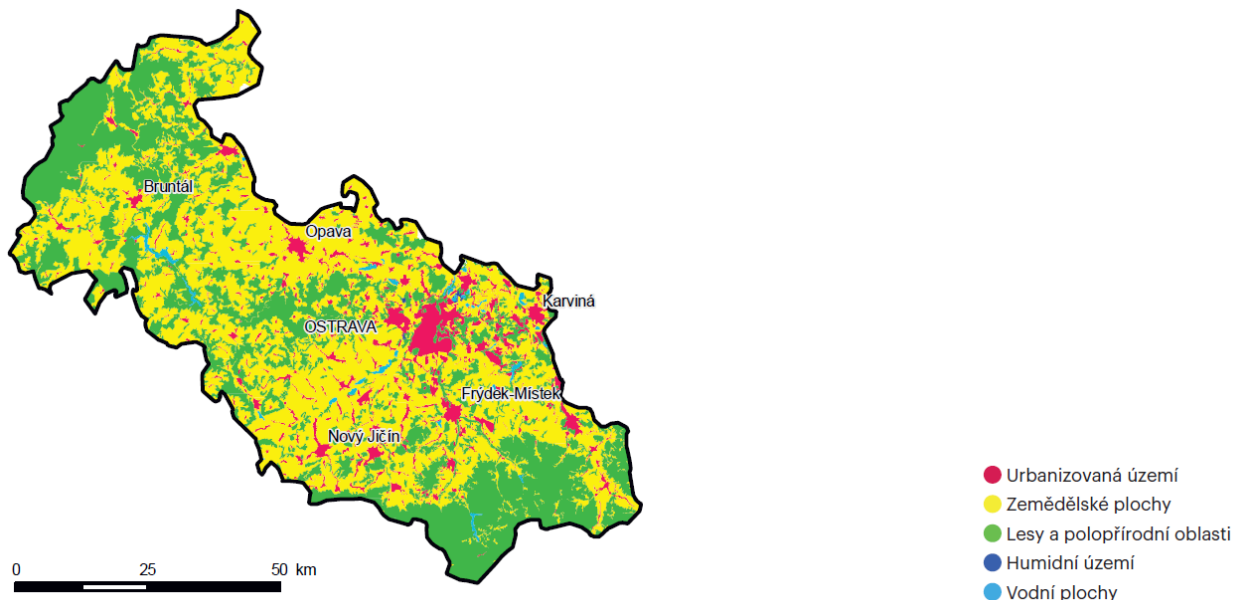 Bruntál
Opava
Karviná
OSTRAVA
Frýdek-Místek
Nový Jičín
0 25 50 km
Urbanizovaná území
Zemědělské plochy
Lesy a polopřírodní oblasti
Humidní území
Vodní plochy